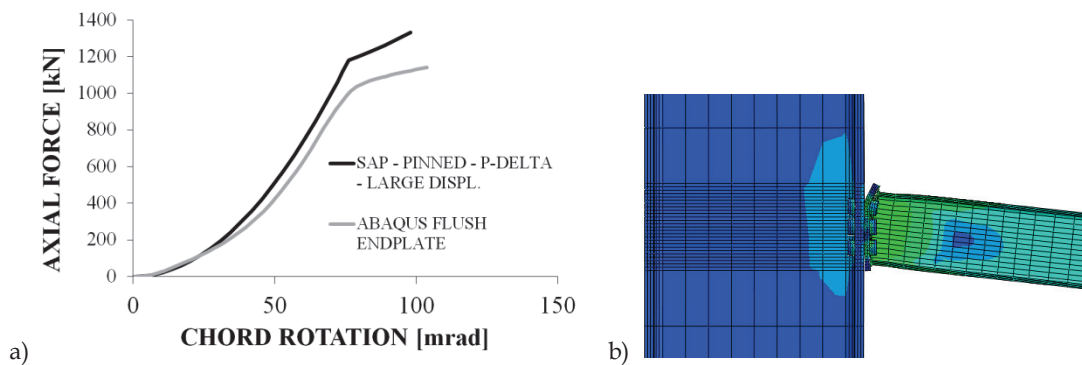 1400
1200
1000
800
600
400
200
0
AXIAL FORCE [kN]
SAP - PINNED - P-DELTA
- LARGE DISPL.
ABAQUS FLUSH
ENDPLATE
0 50 100 150
CHORD ROTATION [mrad]
a)
b)